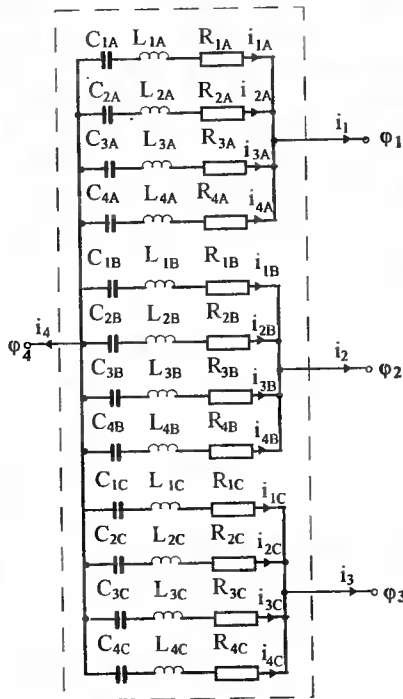 C1A L1A R1A i1A
C2A L2A R2A i2A
i1 φ1
C3A L3A R3A i3A
C4A L4A R4A i4A
C1B L1B R1B i1B
C2B L2B R2B i2B
φ4 i4 i2 φ2
C3B L3B R3B i3B
C4B L4B R4B i4B
C1C L1C R1C i1C
C2C L2C R2C i2C
i3 φ3
C3C L3C R3C i3C
C4C L4C R4C i4C